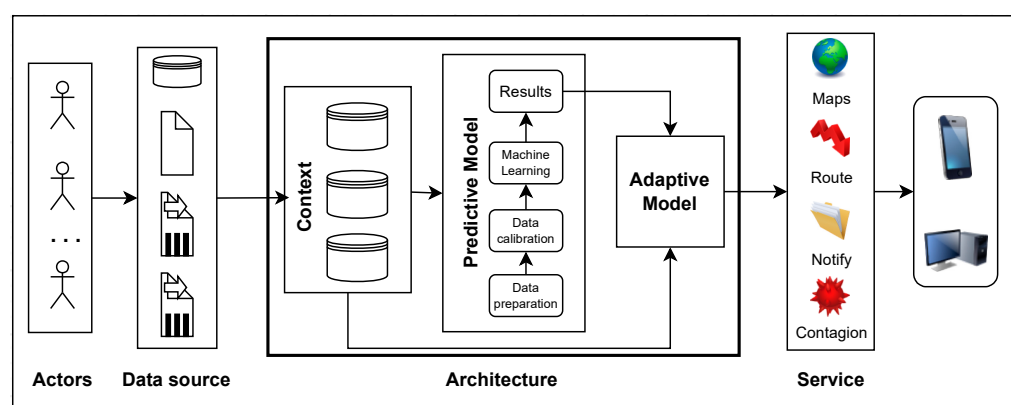 . . .
Context
Predictive Model
Results
Machine
Learning
Data
calibration
Data
preparation
Adaptive
Model
Maps
Route
Notify
Contagion
Actors
Data source
Architecture
Service